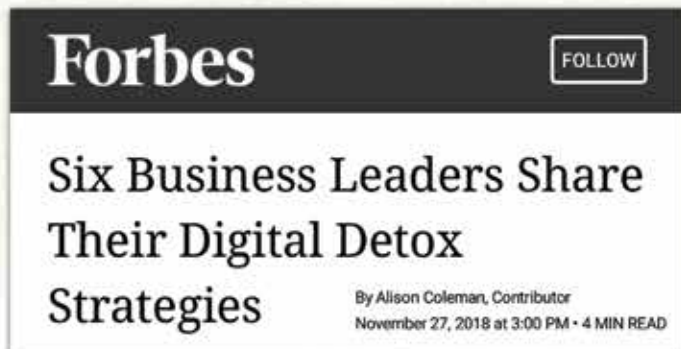 Forbes
FOLLOW
Six Business Leaders Share
Their Digital Detox
Strategies
By Alison Coleman, Contributor
November 27, 2018 at 3:00 PM • 4 MIN READ